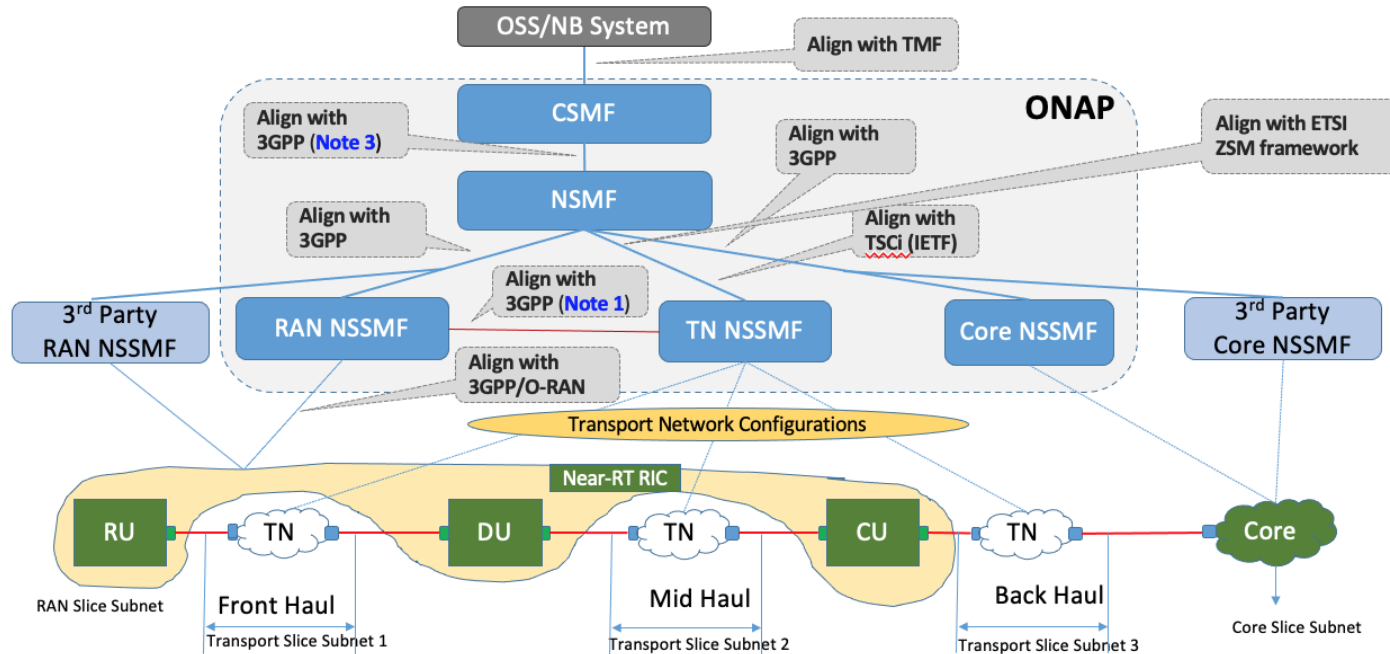 OSS/NB System
Align with TMF
CSMF
ONAP
Align with
3GPP (Note 3)
Align with
3GPP
Align with ETSI
ZSM framework
NSMF
Align with
3GPP
Align with
TSCi (IETF)
Align with
3GPP (Note 1)
3rd Party
RAN NSSMF
RAN NSSMF
TN NSSMF
Core NSSMF
3rd Party
Core NSSMF
Align with
3GPP/O-RAN
Transport Network Configurations
Near-RT RIC
RU
TN
DU
TN
CU
TN
Core
RAN Slice Subnet
Front Haul
Mid Haul
Back Haul
Transport Slice Subnet 1
Transport Slice Subnet 2
Transport Slice Subnet 3
Core Slice Subnet